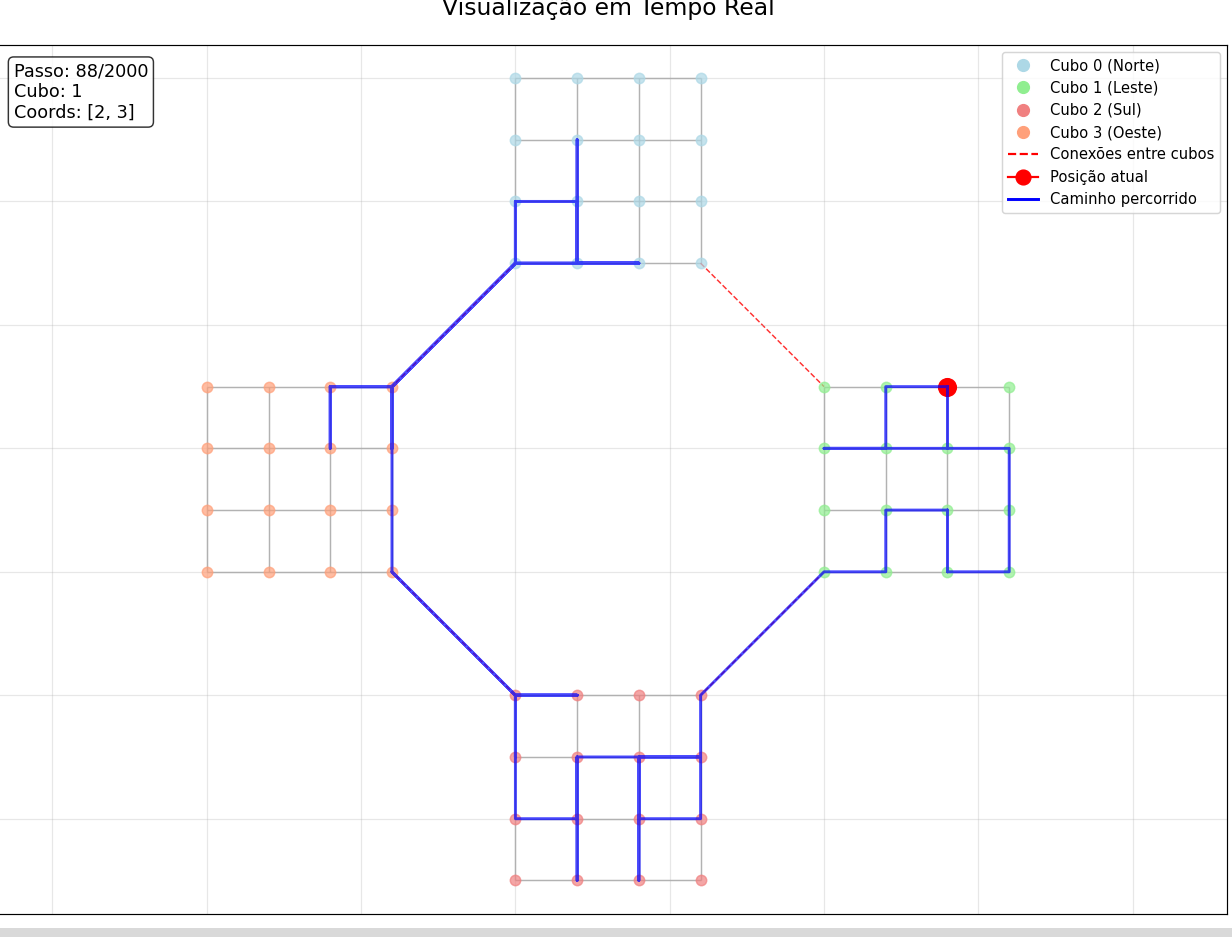 Visualização em Tempo Real
Passo: 88/2000
Cubo: 1
Coords: [2, 3]
Cubo 0 (Norte)
Cubo 1 (Leste)
Cubo 2 (Sul)
Cubo 3 (Oeste)
Conexões entre cubos
Posição atual
Caminho percorrido